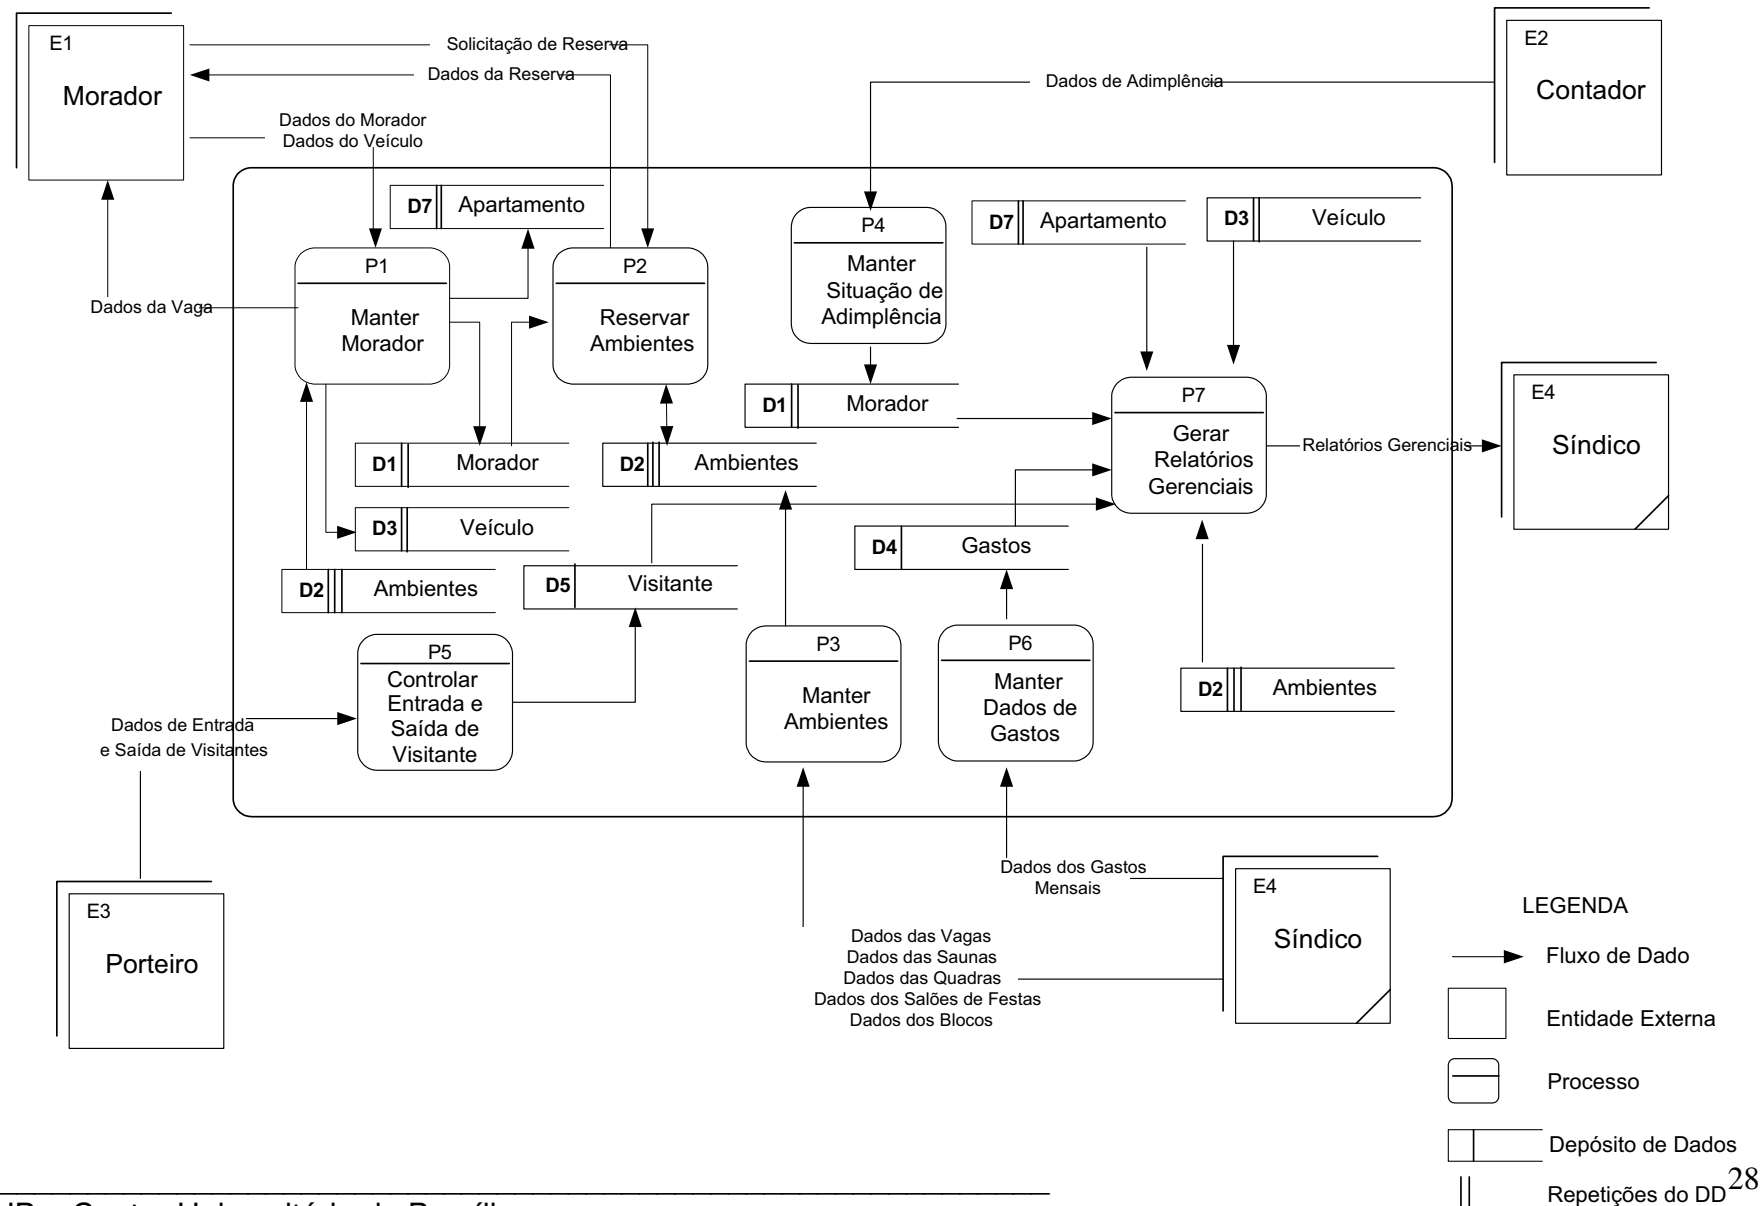 E1
Morador
Solicitação de Reserva
Dados da Reserva
Dados do Morador
Dados do Veículo
Dados de Adimplência
E2
Contador
D7 Apartamento
P1
Manter
Morador
P2
Reservar
Ambientes
P4
Manter
Situação de
Adimplência
D7 Apartamento
D3 Veículo
Dados da Vaga
D1 Morador
P7
Gerar
Relatórios
Gerenciais
Relatórios Gerenciais
E4
Síndico
D1 Morador
D2 Ambientes
D3 Veículo
D4 Gastos
D2 Ambientes
D5 Visitante
P5
Controlar
Entrada e
Saída de
Visitante
P3
Manter
Ambientes
P6
Manter
Dados de
Gastos
D2 Ambientes
Dados de Entrada
e Saída de Visitantes
E3
Porteiro
Dados dos Gastos
Mensais
Dados das Vagas
Dados das Saunas
Dados das Quadras
Dados dos Salões de Festas
Dados dos Blocos
E4
Síndico
LEGENDA
Fluxo de Dado
Entidade Externa
Processo
Depósito de Dados
Repetições do DD
28